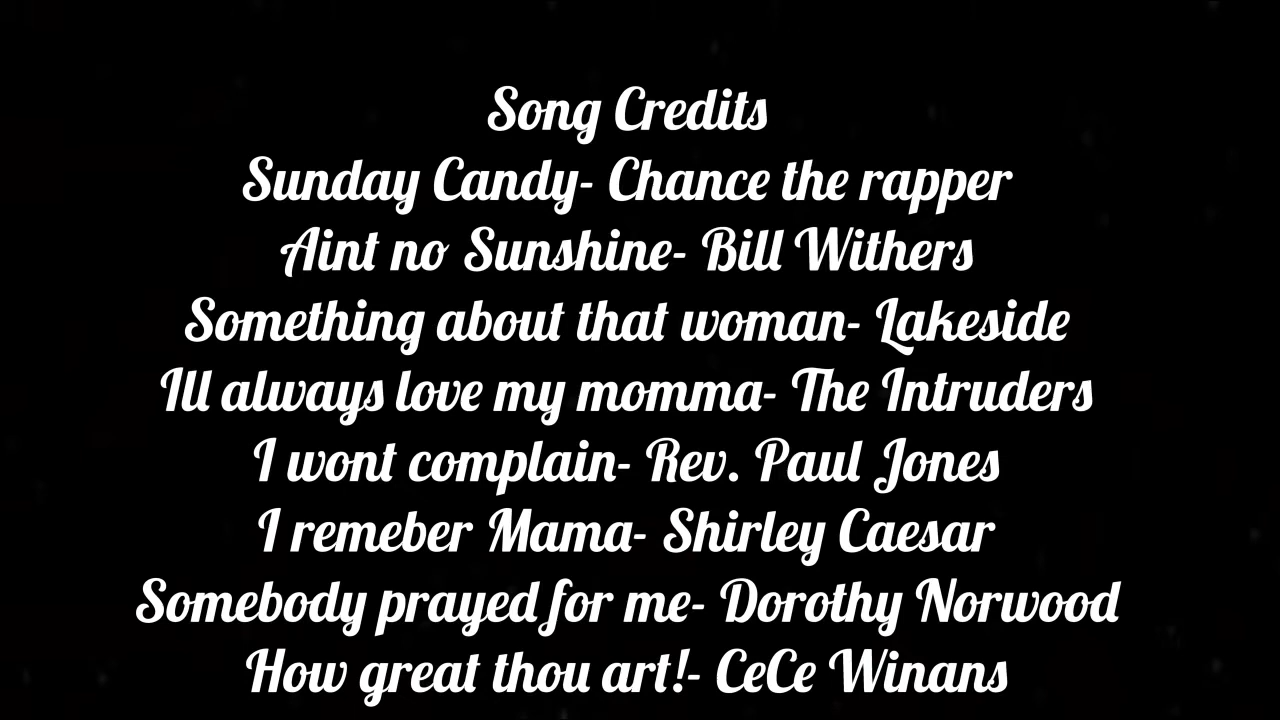 Song Credits
Sunday Candy- Chance the rapper
Aint no Sunshine- Bill Withers
Something about that woman- Lakeside
Ill always love my momma- The Intruders
I wont complain- Rev. Paul Jones
I remeber Mama- Shirley Caesar
Somebody prayed for me- Dorothy Norwood
How great thou art!- CeCe Winans